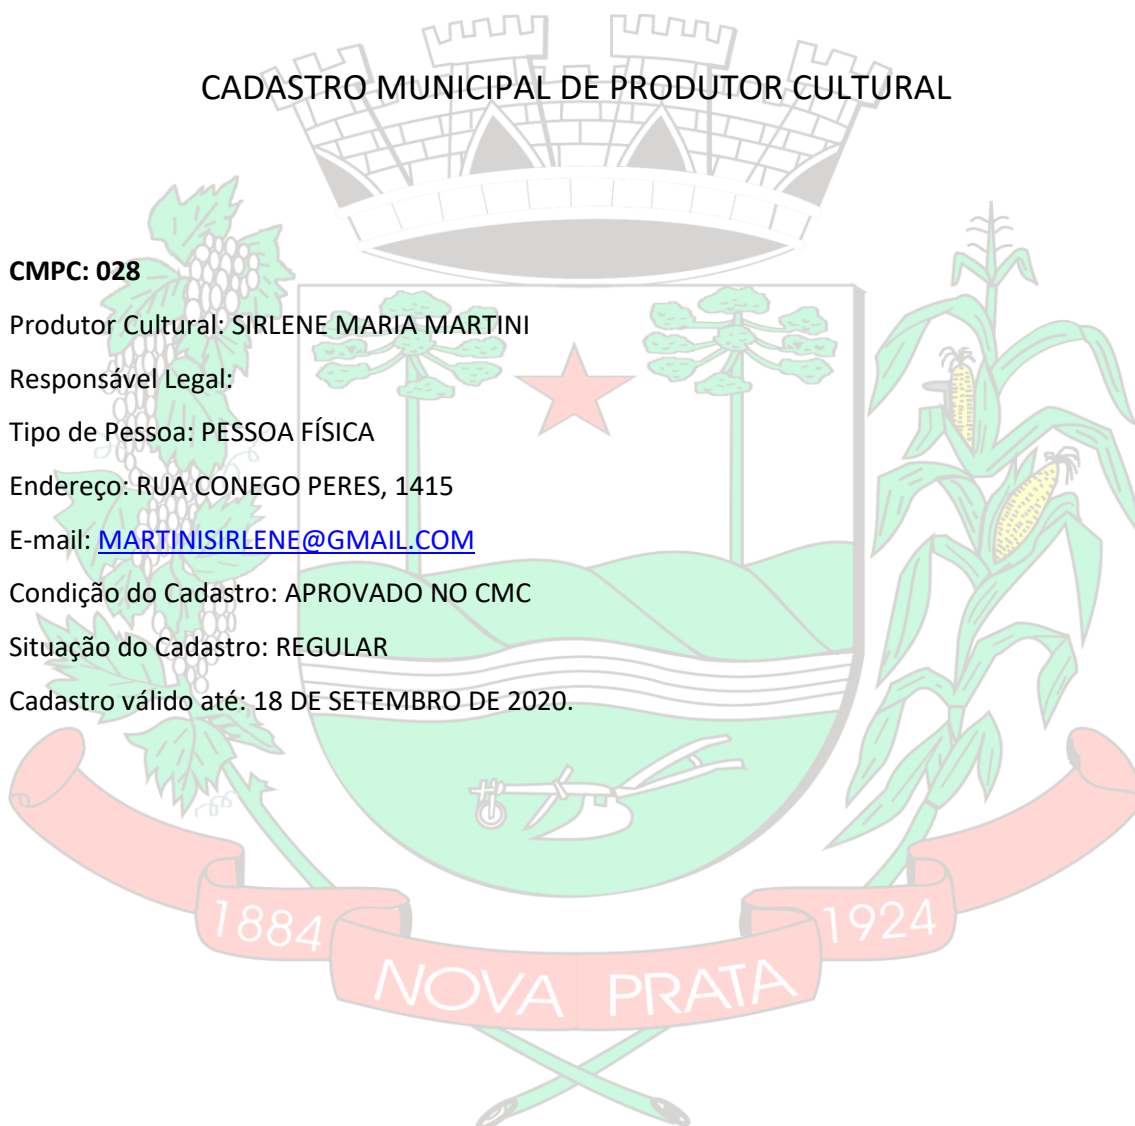 CADASTRO MUNICIPAL DE PRODUTOR CULTURAL
CMPC: 028
Produtor Cultural: SIRLENE MARIA MARTINI
Responsável Legal:
Tipo de Pessoa: PESSOA FÍSICA
Endereço: RUA CONEGO PERES, 1415
E-mail: MARTINISIRLENE@GMAIL.COM
Condição do Cadastro: APROVADO NO CMC
Situação do Cadastro: REGULAR
Cadastro válido até: 18 DE SETEMBRO DE 2020.
1884
NOVA PRATA
1924